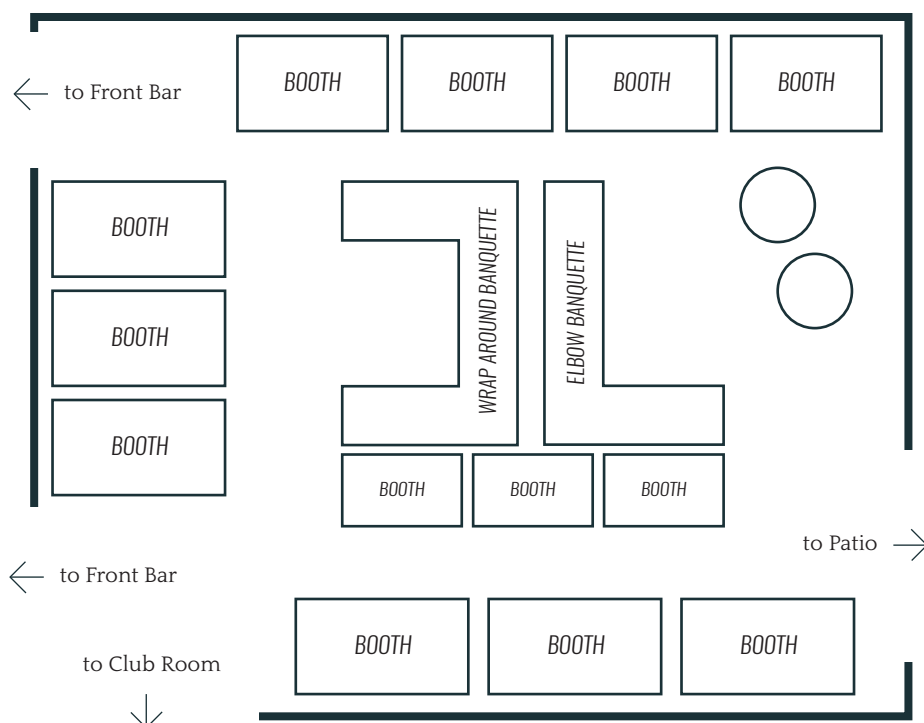 BOOTH
BOOTH
BOOTH
BOOTH
to Front Bar
BOOTH
BOOTH
BOOTH
WRAP AROUND BANQUETTE
ELBOW BANQUETTE
BOOTH
BOOTH
BOOTH
to Patio
to Front Bar
BOOTH
BOOTH
BOOTH
to Club Room